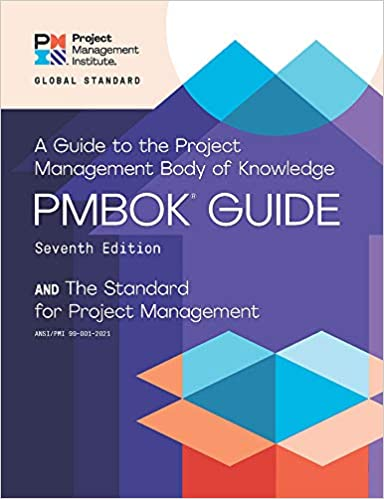 Project
Management
Institute.
GLOBAL STANDARD
A Guide to the Project
Management Body of Knowledge
PMBOK® GUIDE
Seventh Edition
AND The Standard
for Project Management
ANSI/PMI 99-001-2021